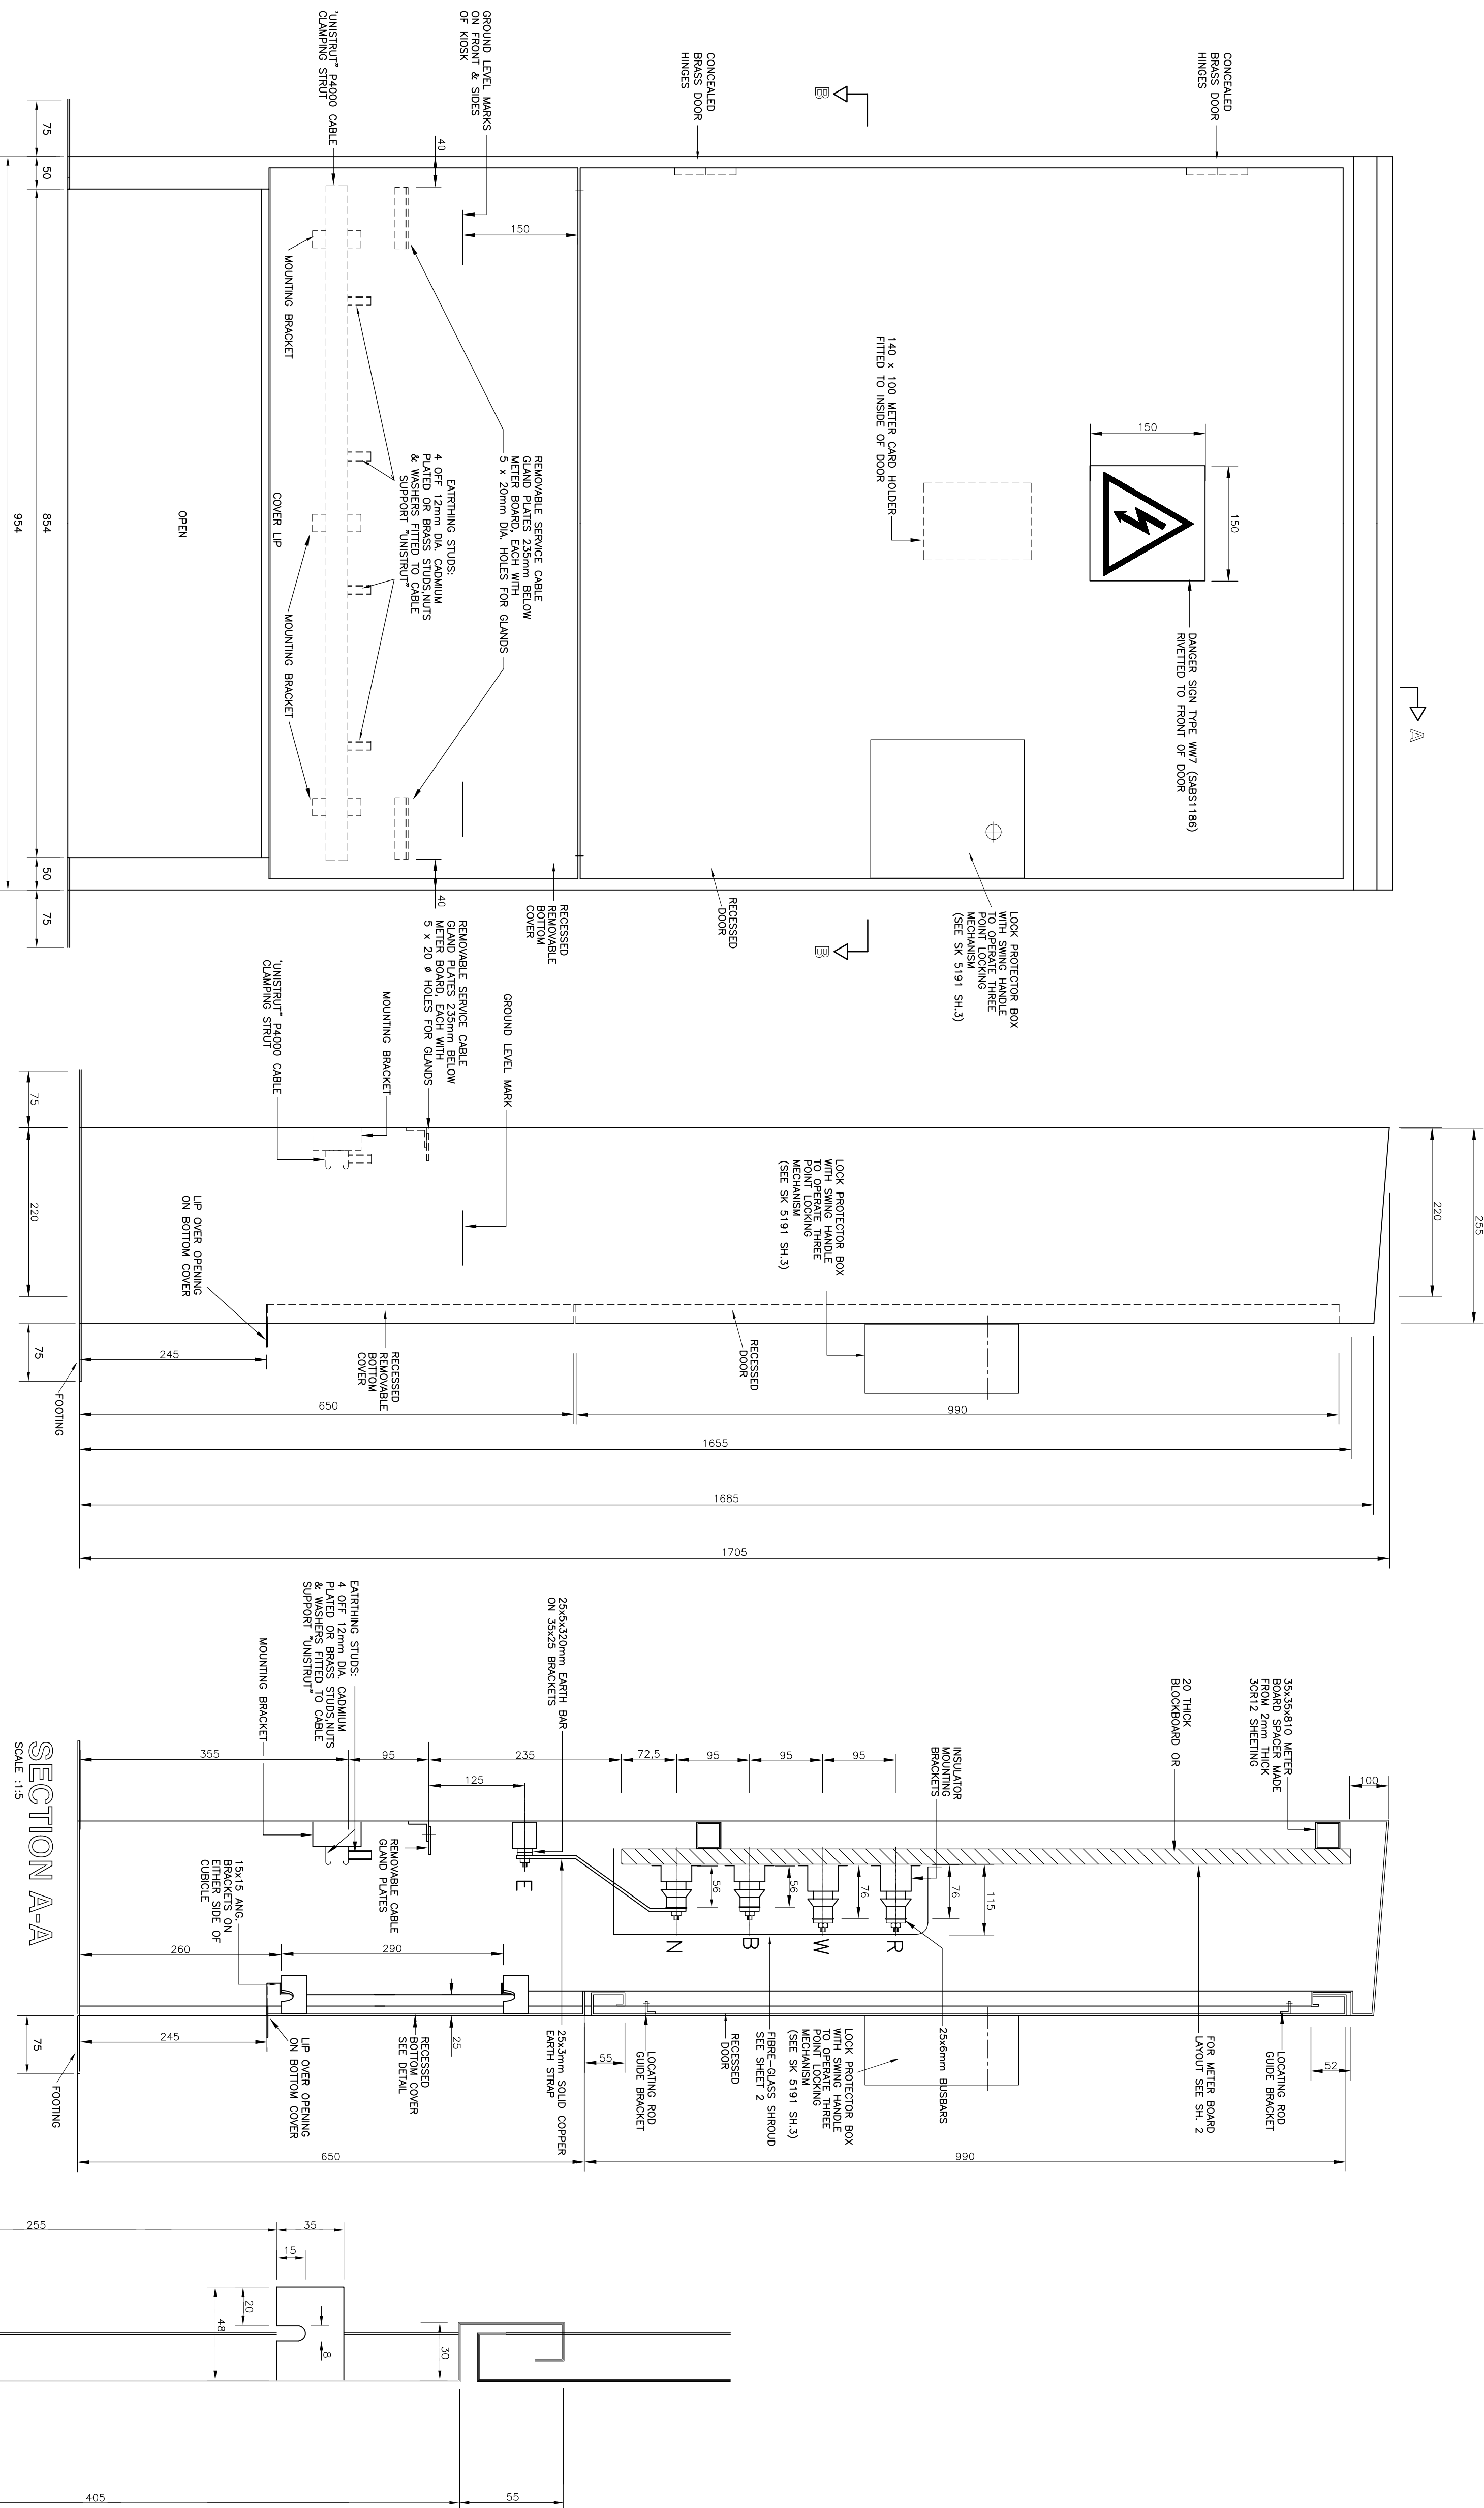 CONCEALED
BRASS DOOR
HINGES
CONCEALED
BRASS DOOR
HINGES
GROUND LEVEL MARKS
ON FRONT & SIDES
OF KIOSK
'UNISTRUT" P4000 CABLE
CLAMPING STRUT
B
A
B
150
150
DANGER SIGN TYPE WW7 (SABS1186)
RIVETTED TO FRONT OF DOOR
140 x 100 METER CARD HOLDER
FITTED TO INSIDE OF DOOR
LOCK PROTECTOR BOX
WITH SWING HANDLE
TO OPERATE THREE
POINT LOCKING
MECHANISM
(SEE SK 5191 SH.3)
RECESSED
DOOR
RECESSED
REMOVABLE
BOTTOM
COVER
150
40
40
REMOVABLE SERVICE CABLE
GLAND PLATES 235mm BELOW
METER BOARD, EACH WITH
5 x 20mm DIA. HOLES FOR GLANDS
EATRTHING STUDS:
4 OFF 12mm DIA. CADMIUM
PLATED OR BRASS STUDS,NUTS
& WASHERS FITTED TO CABLE
SUPPORT "UNISTRUT"
MOUNTING BRACKET
MOUNTING BRACKET
COVER LIP
OPEN
75
50
854
50
75
954
255
220
LOCK PROTECTOR BOX
WITH SWING HANDLE
TO OPERATE THREE
POINT LOCKING
MECHANISM
(SEE SK 5191 SH.3)
RECESSED
DOOR
GROUND LEVEL MARK
REMOVABLE SERVICE CABLE
GLAND PLATES 235mm BELOW
METER BOARD, EACH WITH
5 x 20 ø HOLES FOR GLANDS
MOUNTING BRACKET
'UNISTRUT" P4000 CABLE
CLAMPING STRUT
RECESSED
REMOVABLE
BOTTOM
COVER
LIP OVER OPENING
ON BOTTOM COVER
FOOTING
75
220
75
245
650
990
1655
1685
1705
35x35x810 METER
BOARD SPACER MADE
FROM 2mm THICK
3CR12 SHEETING
20 THICK
BLOCKBOARD OR
INSULATOR
MOUNTING
BRACKETS
25x5x320mm EARTH BAR
ON 35x25 BRACKETS
EATRTHING STUDS:
4 OFF 12mm DIA. CADMIUM
PLATED OR BRASS STUDS,NUTS
& WASHERS FITTED TO CABLE
SUPPORT "UNISTRUT"
MOUNTING BRACKET
100
95
95
95
72,5
235
125
95
355
115
76
76
56
56
R
W
B
N
E
REMOVABLE CABLE
GLAND PLATES
15x15 ANG.
BRACKETS ON
EITHER SIDE OF
CUBICLE
260
290
25
55
52
LOCATING ROD
GUIDE BRACKET
FOR METER BOARD
LAYOUT SEE SH. 2
25x6mm BUSBARS
LOCK PROTECTOR BOX
WITH SWING HANDLE
TO OPERATE THREE
POINT LOCKING
MECHANISM
(SEE SK 5191 SH.3)
FIBRE-GLASS SHROUD
SEE SHEET 2
RECESSED
DOOR
LOCATING ROD
GUIDE BRACKET
25x3mm SOLID COPPER
EARTH STRAP
RECESSED
BOTTOM COVER
SEE DETAIL
LIP OVER OPENING
ON BOTTOM COVER
FOOTING
75
245
650
990
SECTION A-A
SCALE :1:5
255
35
15
20
48
8
30
405
55